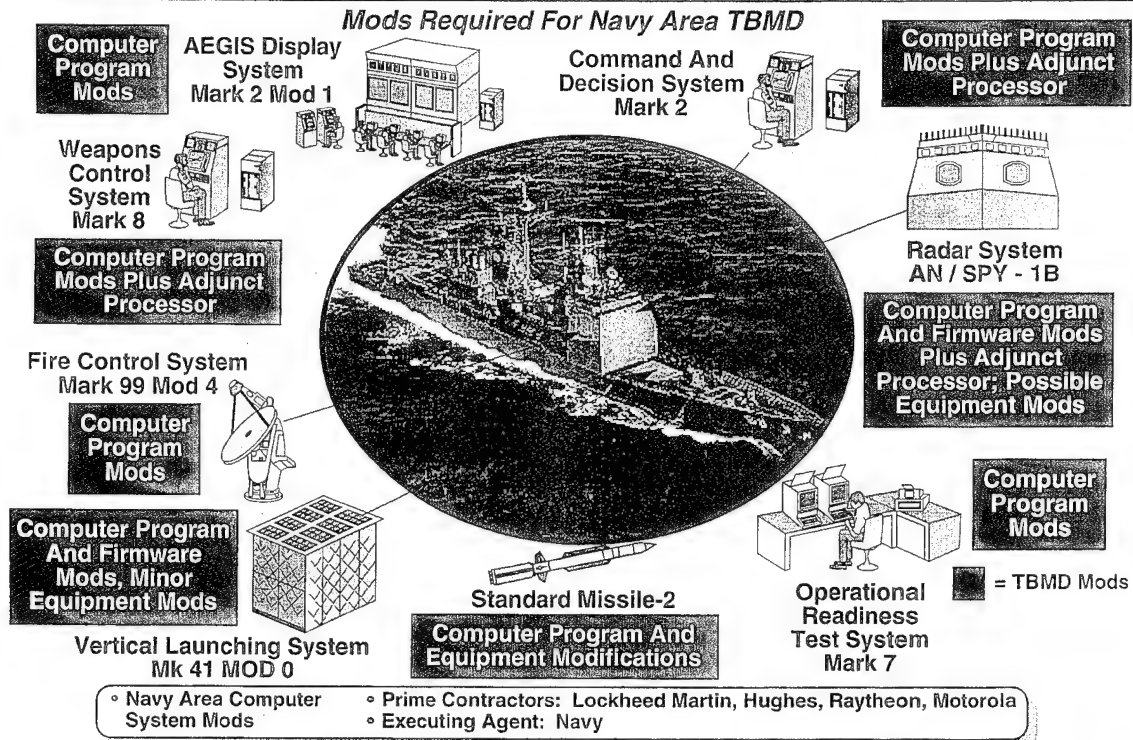 Mods Required For Navy Area TBMD
Computer
Program
Mods
AEGIS Display
System
Mark 2 Mod 1
Command And
Decision System
Mark 2
Computer Program
Mods Plus Adjunct
Processor
Weapons
Control
System
Mark 8
Computer Program
Mods Plus Adjunct
Processor
Radar System
AN / SPY - 1B
Computer Program
And Firmware Mods
Plus Adjunct
Processor; Possible
Equipment Mods
Fire Control System
Mark 99 Mod 4
Computer
Program
Mods
Computer Program
And Firmware
Mods, Minor
Equipment Mods
Vertical Launching System
Mk 41 MOD 0
Standard Missile-2
Computer Program And
Equipment Modifications
Operational
Readiness
Test System
Mark 7
Computer
Program
Mods
= TBMD Mods
° Navy Area Computer
System Mods
° Prime Contractors: Lockheed Martin, Hughes, Raytheon, Motorola
° Executing Agent: Navy